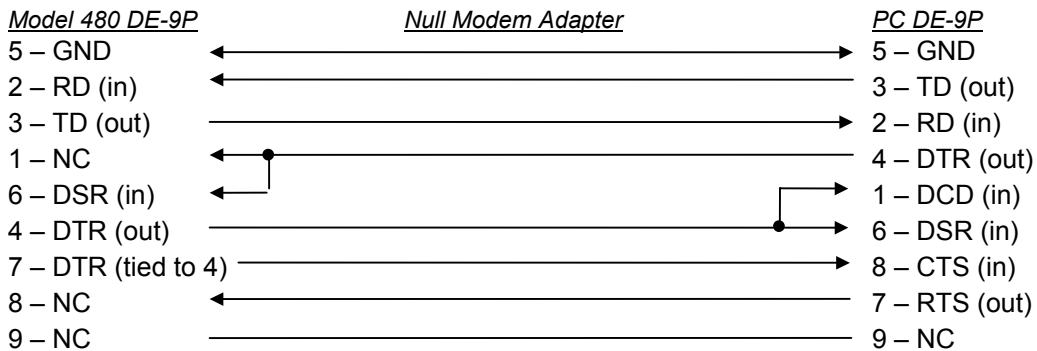 Model 480 DE-9P Null Modem Adapter PC DE-9P
5 – GND 5 – GND
2 – RD (in) 3 – TD (out)
3 – TD (out) 2 – RD (in)
1 – NC 4 – DTR (out)
6 – DSR (in) 1 – DCD (in)
4 – DTR (out) 6 – DSR (in)
7 – DTR (tied to 4) 8 – CTS (in)
8 – NC 7 – RTS (out)
9 – NC 9 – NC